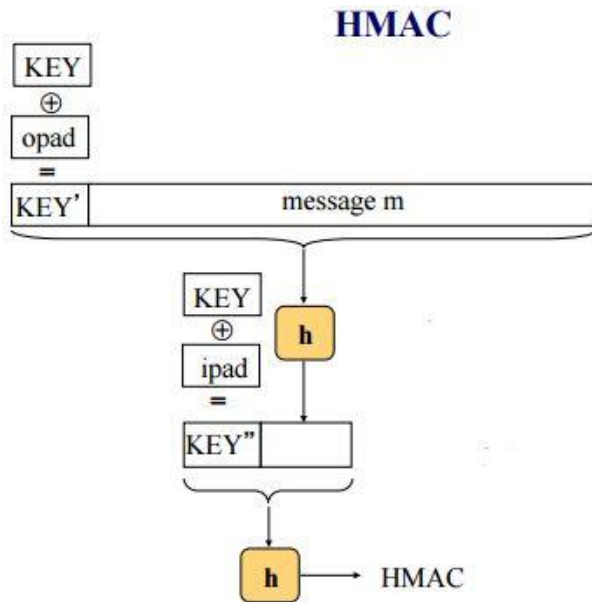 HMAC
KEY
⊕
opad
=
KEY' message m
KEY
⊕
h
ipad
=
KEY”
h HMAC